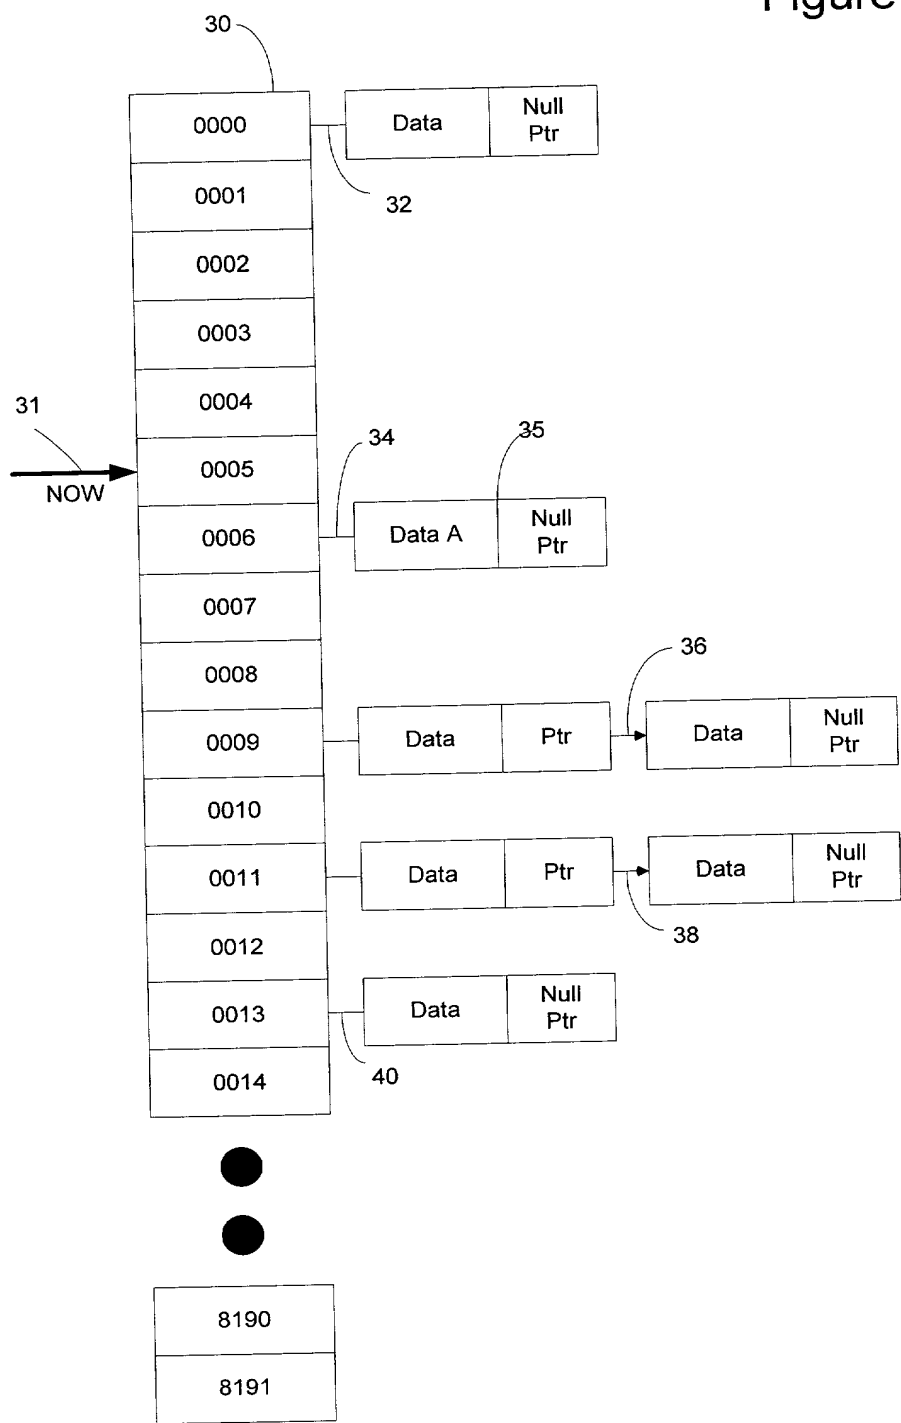 Figure
30
0000
Data
Null
Ptr
32
0001
0002
0003
0004
31
NOW
0005
34
35
0006
Data A
Null
Ptr
0007
0008
36
0009
Data
Ptr
Data
Null
Ptr
0010
0011
Data
Ptr
Data
Null
Ptr
38
0012
0013
Data
Null
Ptr
40
0014
8190
8191